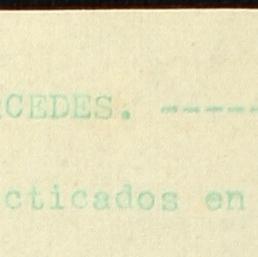 CEDES. -----
cticados en